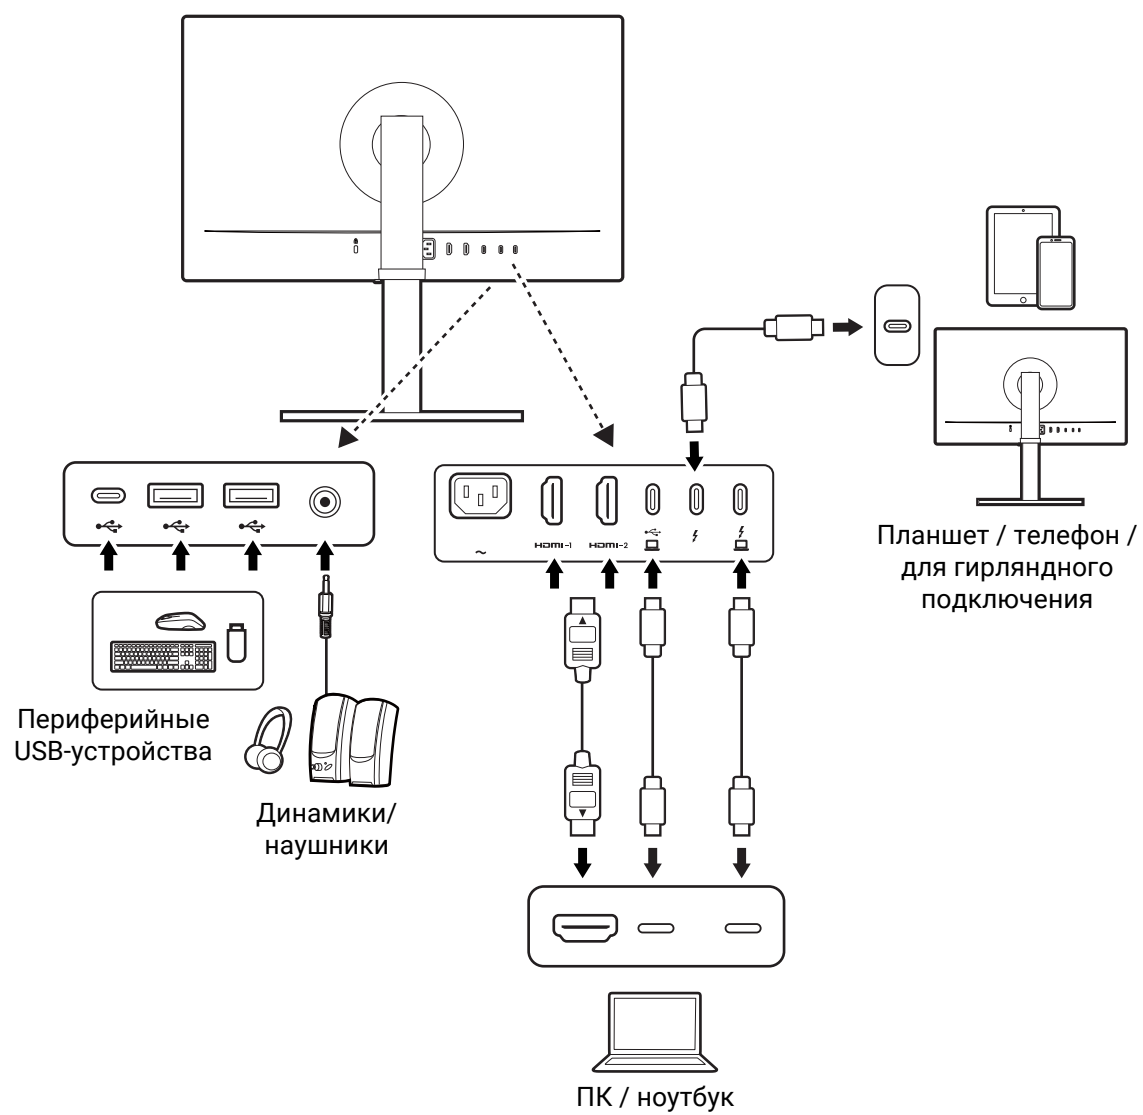 Планшет / телефон /
для гирляндного
подключения
HDMI-1 HDMI-2
Периферийные
USB-устройства
Динамики/
наушники
ПК / ноутбук